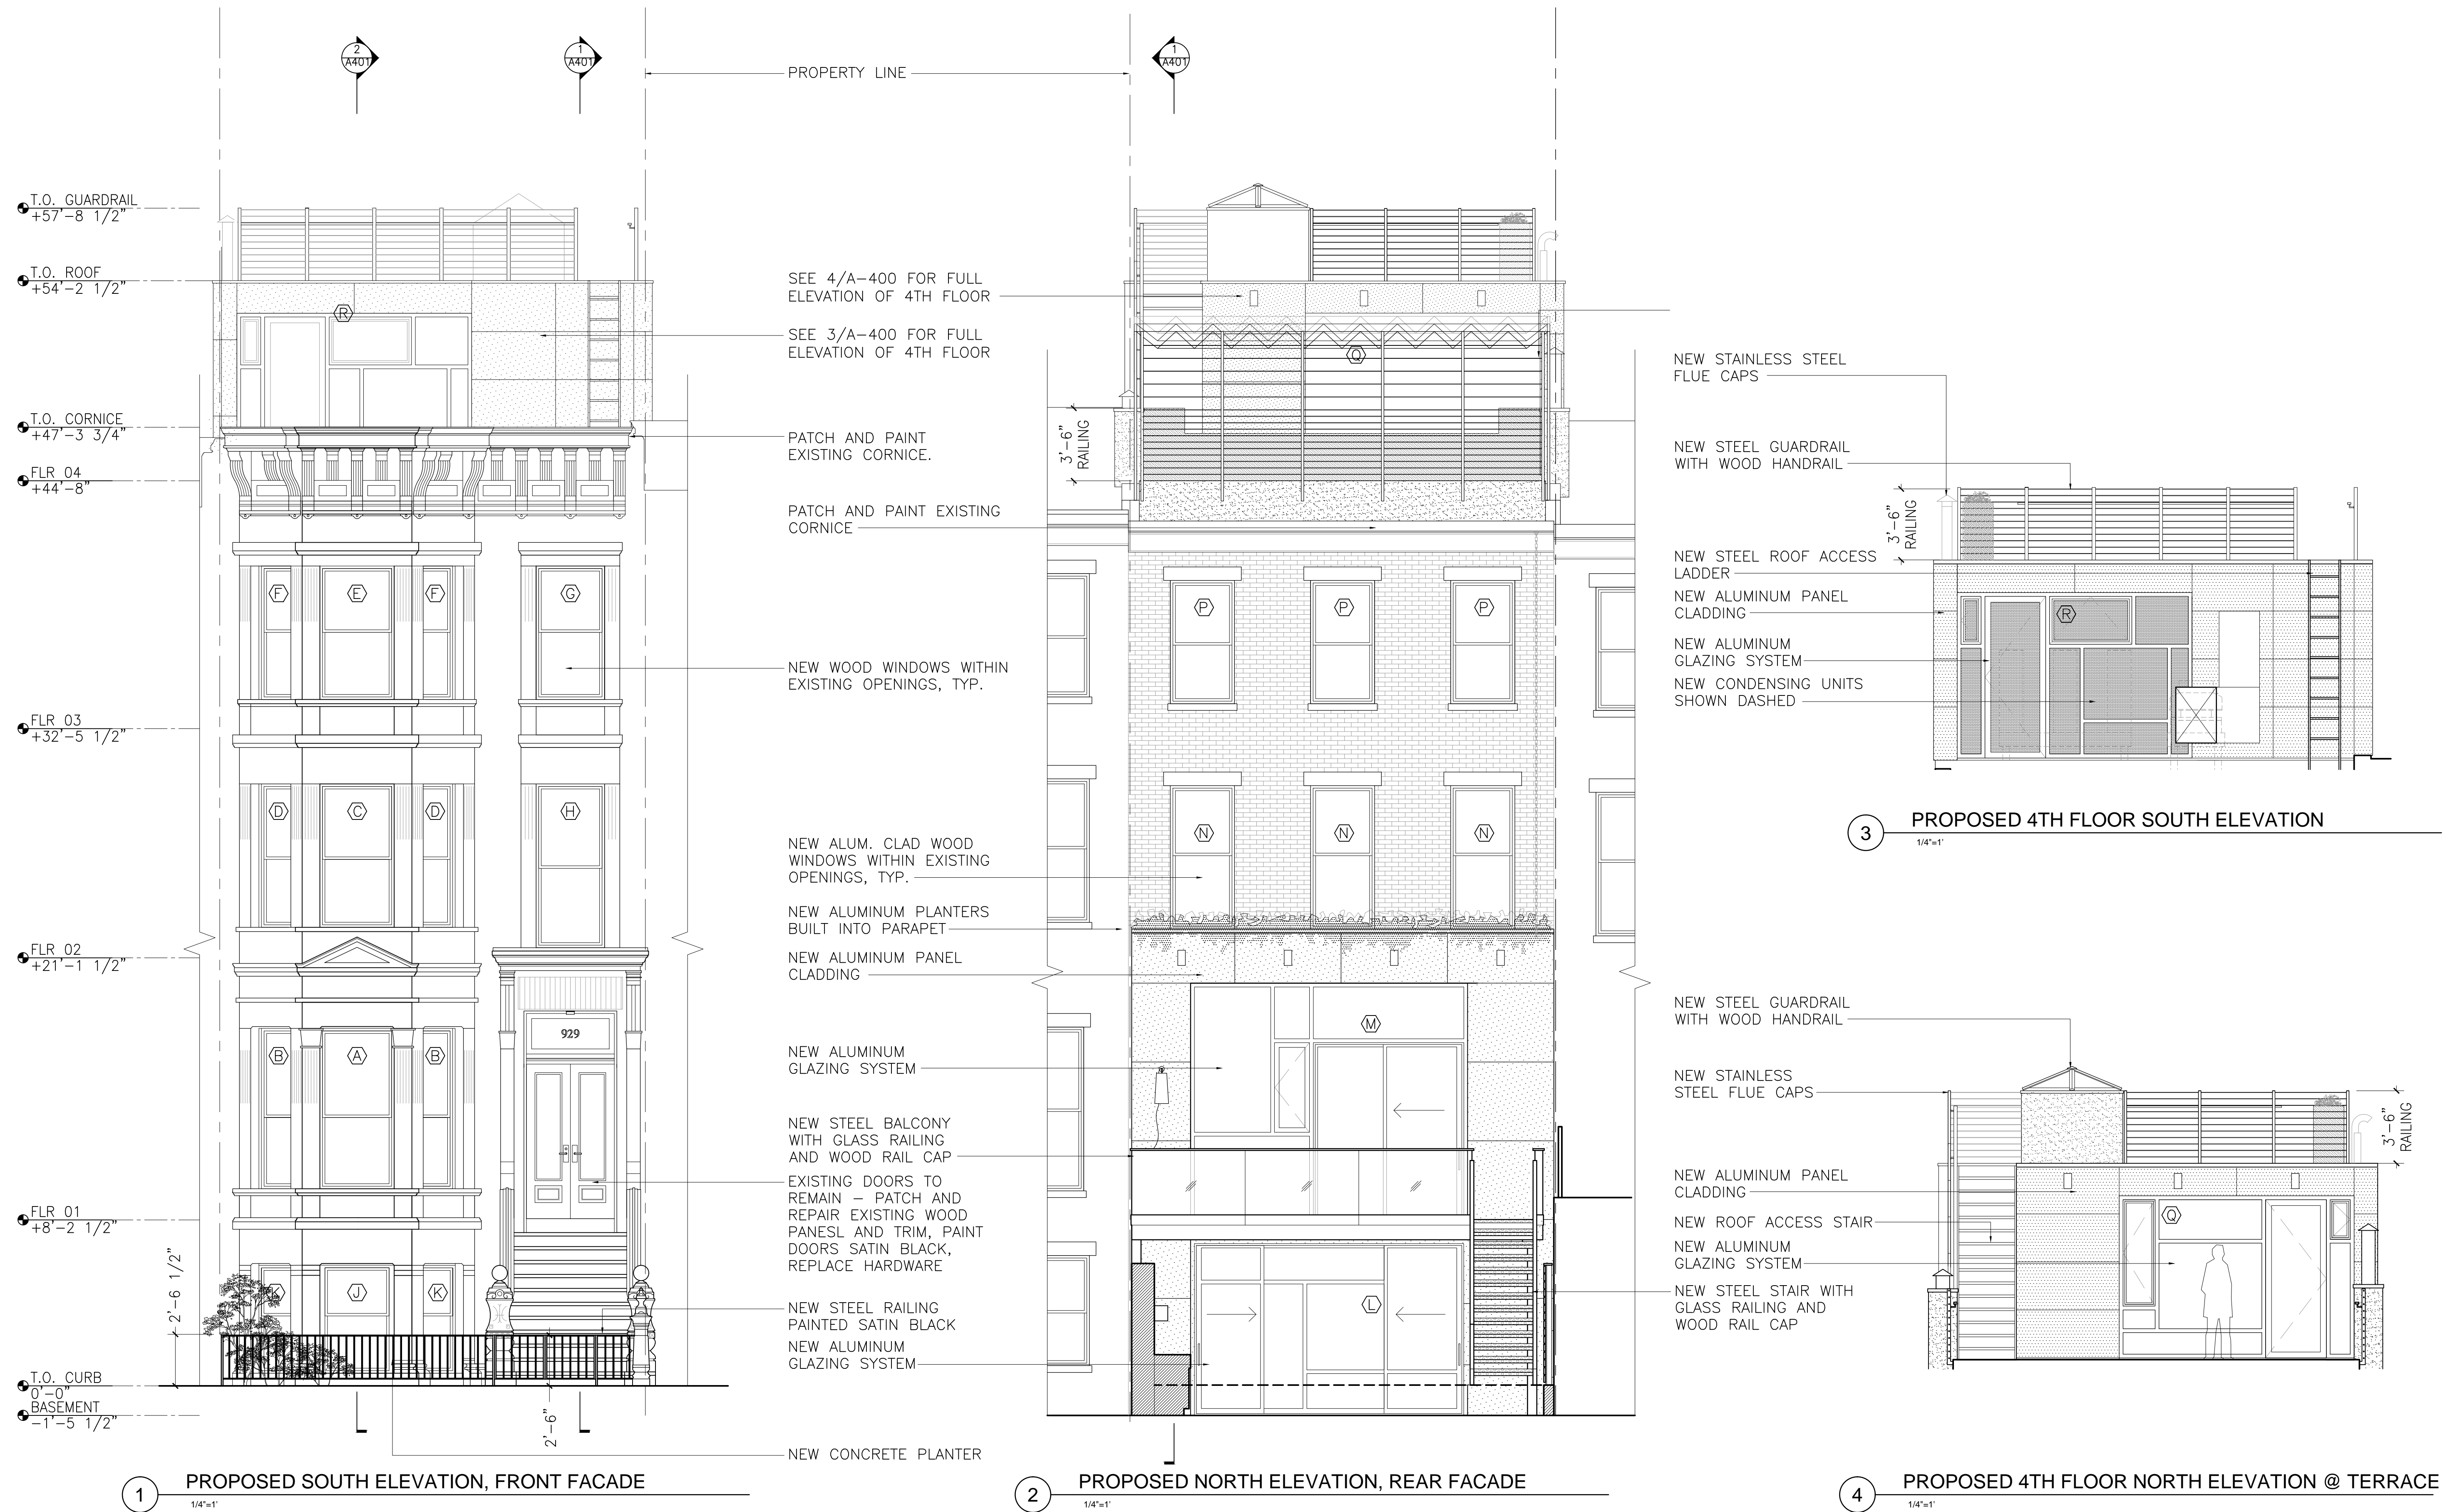 2
A401
1
A401
PROPERTY LINE
1
A401
T.O. GUARDRAIL
+57'-8 1/2"
T.O. ROOF
+54'-2 1/2"
T.O. CORNICE
+47'-3 3/4"
FLR 04
+44'-8"
FLR 03
+32'-5 1/2"
FLR 02
+21'-1 1/2"
FLR 01
+8'-2 1/2"
2'-6 1/2"
T.O. CURB
0'-0"
BASEMENT
-1'-5 1/2"
R
F
E
F
G
D
C
D
H
B
A
B
929
K
J
K
2'-6"
SEE 4/A-400 FOR FULL
ELEVATION OF 4TH FLOOR
SEE 3/A-400 FOR FULL
ELEVATION OF 4TH FLOOR
PATCH AND PAINT
EXISTING CORNICE.
PATCH AND PAINT EXISTING
CORNICE
NEW WOOD WINDOWS WITHIN
EXISTING OPENINGS, TYP.
NEW ALUM. CLAD WOOD
WINDOWS WITHIN EXISTING
OPENINGS, TYP.
NEW ALUMINUM PLANTERS
BUILT INTO PARAPET
NEW ALUMINUM PANEL
CLADDING
NEW ALUMINUM
GLAZING SYSTEM
NEW STEEL BALCONY
WITH GLASS RAILING
AND WOOD RAIL CAP
EXISTING DOORS TO
REMAIN – PATCH AND
REPAIR EXISTING WOOD
PANESL AND TRIM, PAINT
DOORS SATIN BLACK,
REPLACE HARDWARE
NEW STEEL RAILING
PAINTED SATIN BLACK
NEW ALUMINUM
GLAZING SYSTEM
NEW CONCRETE PLANTER
3'-6"
RAILING
Q
P
P
P
N
N
N
M
L
NEW STAINLESS STEEL
FLUE CAPS
NEW STEEL GUARDRAIL
WITH WOOD HANDRAIL
3'-6"
RAILING
NEW STEEL ROOF ACCESS
LADDER
NEW ALUMINUM PANEL
CLADDING
NEW ALUMINUM
GLAZING SYSTEM
NEW CONDENSING UNITS
SHOWN DASHED
R
3
PROPOSED 4TH FLOOR SOUTH ELEVATION
1/4"=1'
NEW STEEL GUARDRAIL
WITH WOOD HANDRAIL
NEW STAINLESS
STEEL FLUE CAPS
3'-6"
RAILING
NEW ALUMINUM PANEL
CLADDING
NEW ROOF ACCESS STAIR
NEW ALUMINUM
GLAZING SYSTEM
NEW STEEL STAIR WITH
GLASS RAILING AND
WOOD RAIL CAP
Q
1
PROPOSED SOUTH ELEVATION, FRONT FACADE
1/4"=1'
2
PROPOSED NORTH ELEVATION, REAR FACADE
1/4"=1'
4
PROPOSED 4TH FLOOR NORTH ELEVATION @ TERRACE
1/4"=1'